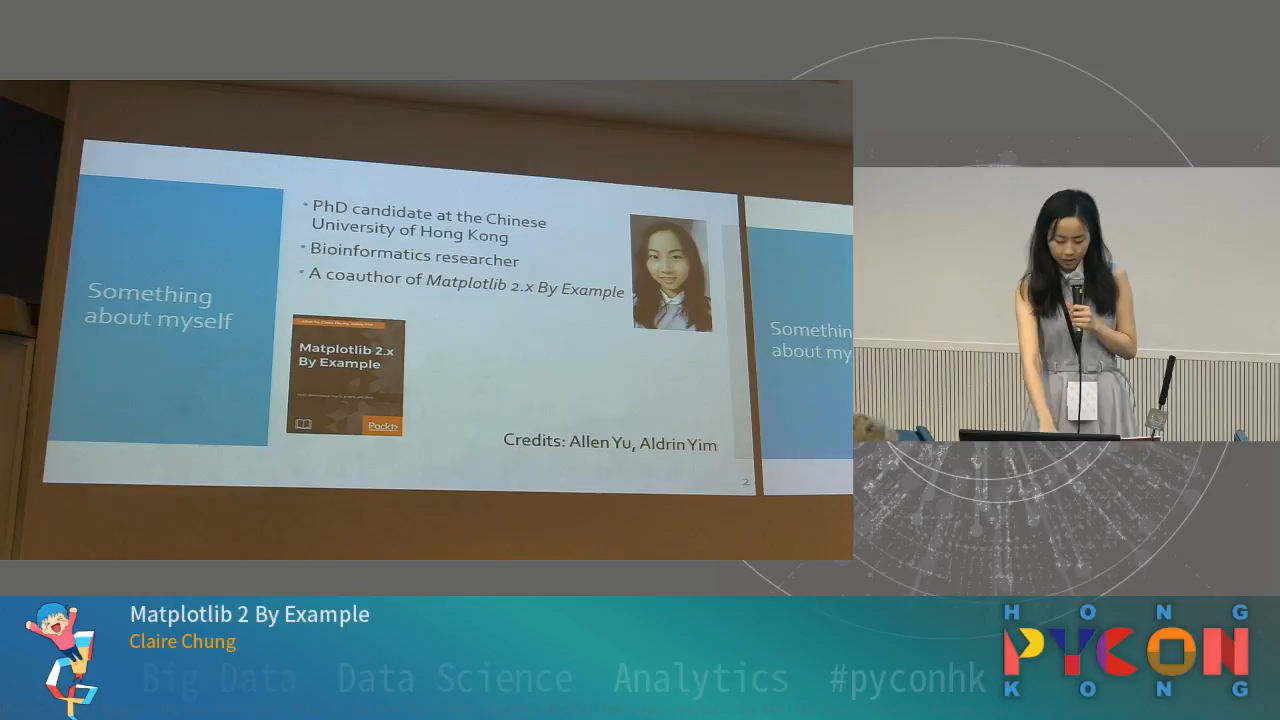 Something
about myself
• PhD candidate at the Chinese
University of Hong Kong
• Bioinformatics researcher
• A coauthor of Matplotlib 2.x By Example
Matplotlib 2.x
By Example
Packt
Credits: Allen Yu, Aldrin Yim
2
Somethin
about my
Matplotlib 2 By Example
Claire Chung
Big Data Data Science Analytics #pyconhk
HONG
PYCON
KONG